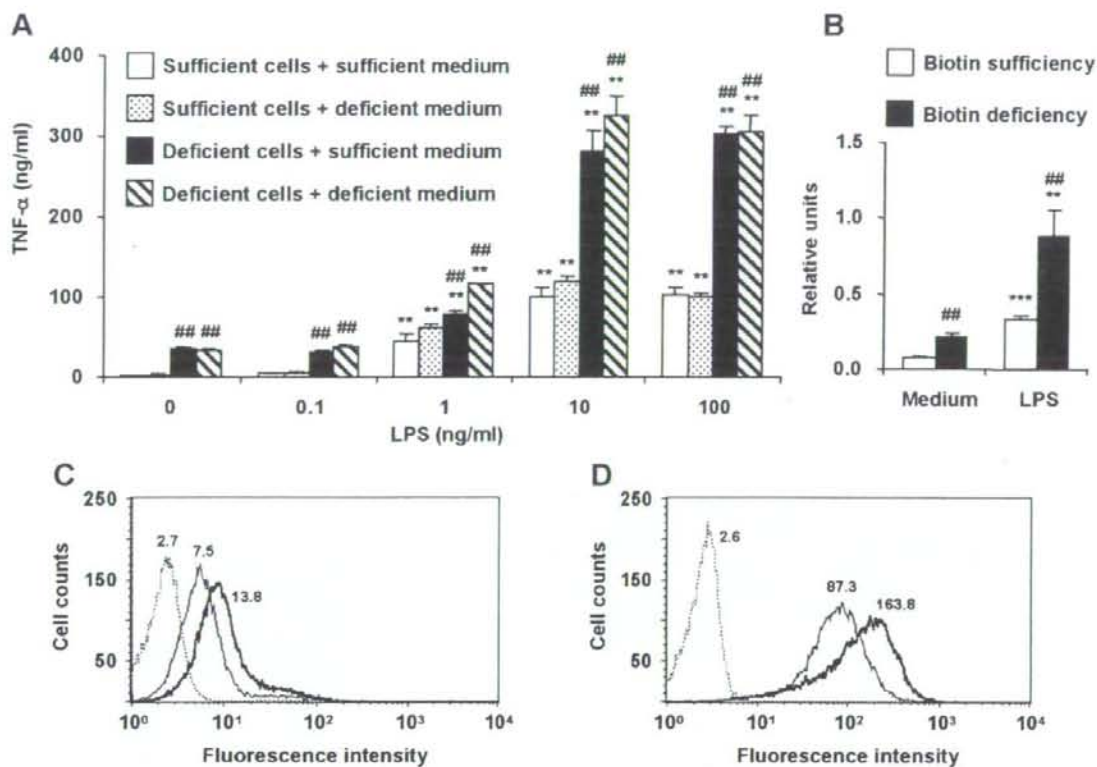 A
B
400
300
200
100
0
TNF-α (ng/ml)
Sufficient cells + sufficient medium
Sufficient cells + deficient medium
Deficient cells + sufficient medium
Deficient cells + deficient medium
## ##
## ##
** ** ## ** ## **
** ** ## ** ## **
** ** ## ** ## **
0 0.1 1 10 100
LPS (ng/ml)
Biotin sufficiency
Biotin deficiency
1.5
1.0
0.5
0.0
Relative units
##
***
##
**
Medium LPS
C
250
150
50
Cell counts
2.7
7.5
13.8
10⁰ 10¹ 10² 10³ 10⁴
Fluorescence intensity
D
250
150
50
Cell counts
2.6
87.3
163.8
10⁰ 10¹ 10² 10³ 10⁴
Fluorescence intensity